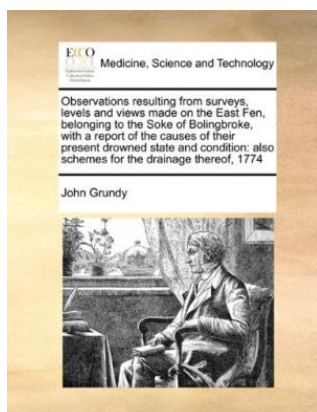 ECCO
Medicine, Science and Technology
Observations resulting from surveys,
levels and views made on the East Fen,
belonging to the Soke of Bolingbroke,
with a report of the causes of their
present drowned state and condition: also
schemes for the drainage thereof, 1774
John Grundy